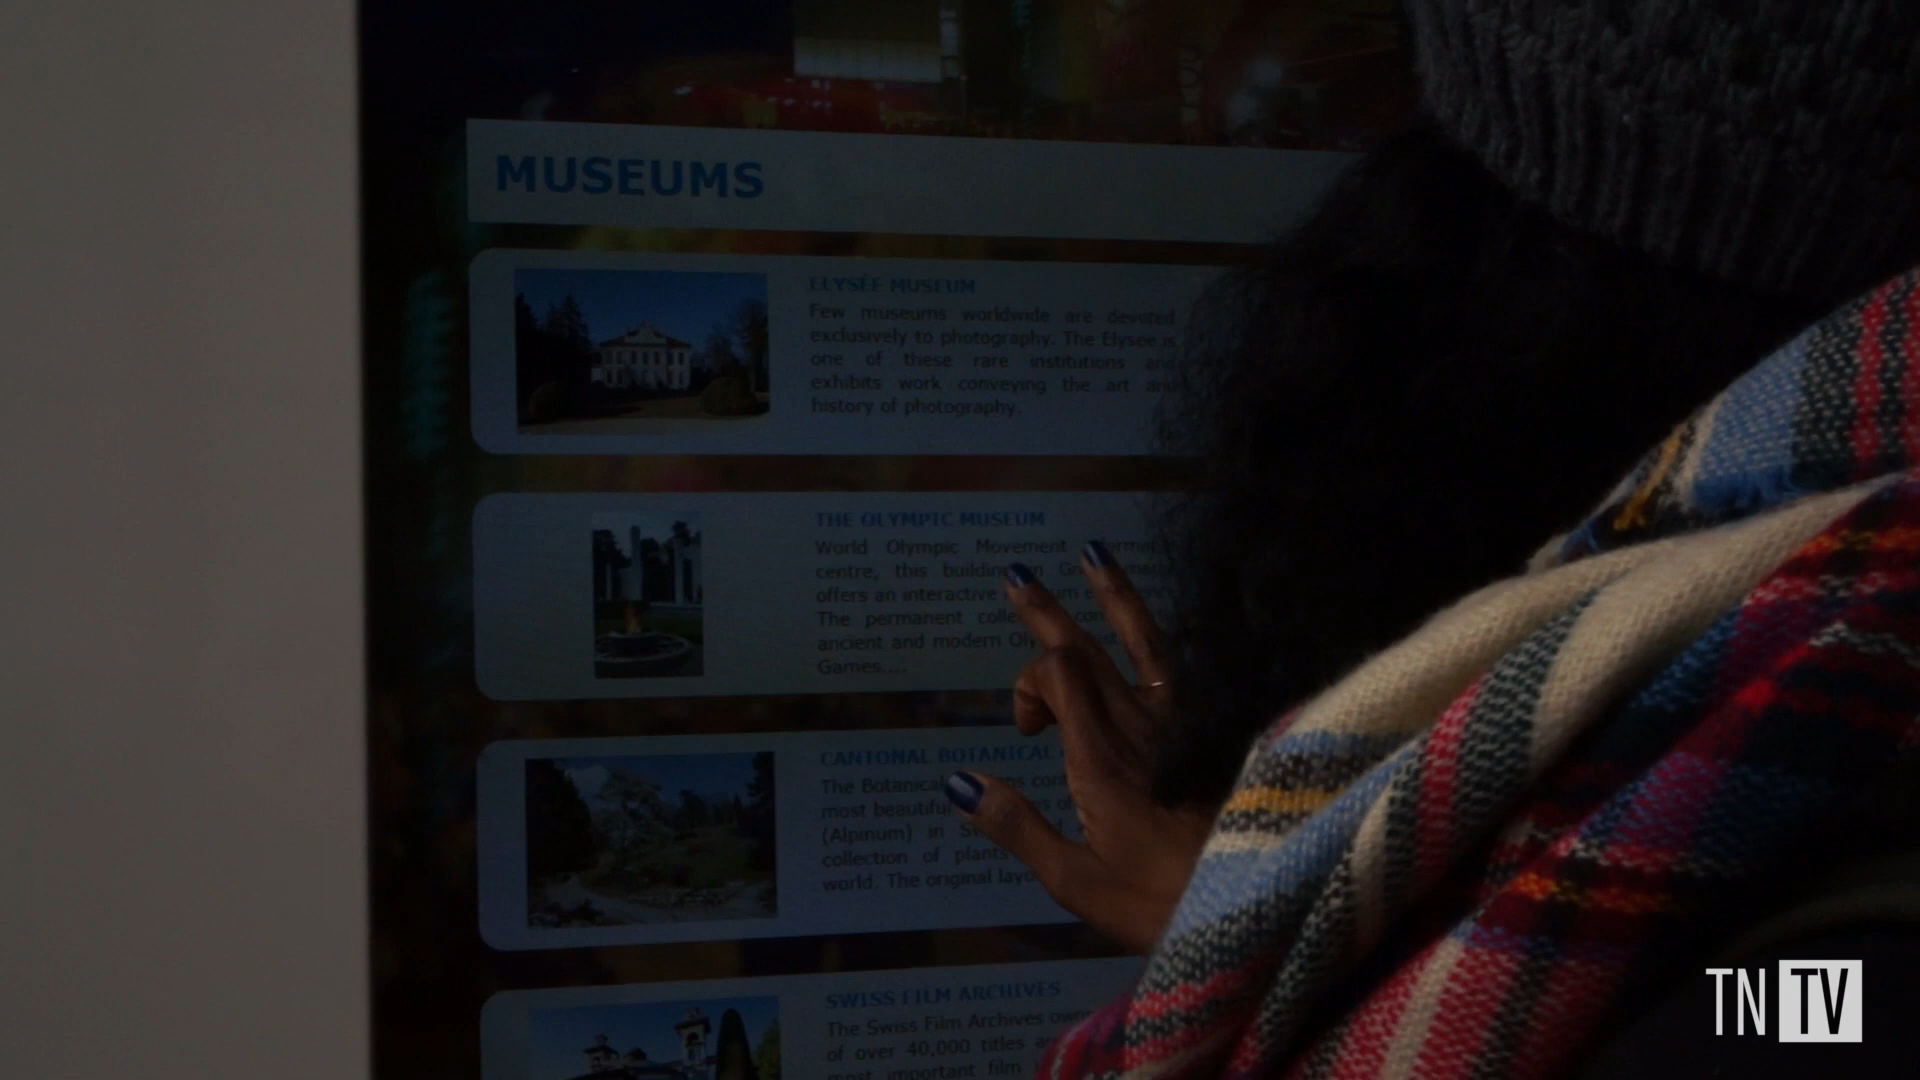 MUSEUMS
ELYSÉE MUSEUM
Few museums worldwide are devoted
exclusively to photography. The Elysee is
one of these rare institutions and
exhibits work conveying the art and
history of photography.
THE OLYMPIC MUSEUM
World Olympic Movement
centre, this building
offers an interactive
The permanent
ancient and modern
Games....
CANTONAL BOTANICAL
The Botanical
most beautiful of
(Alpinum) in
collection of plants
world. The original
SWISS FILM ARCHIVES
The Swiss Film Archives
of over 40,000 titles
most important film
TNTV